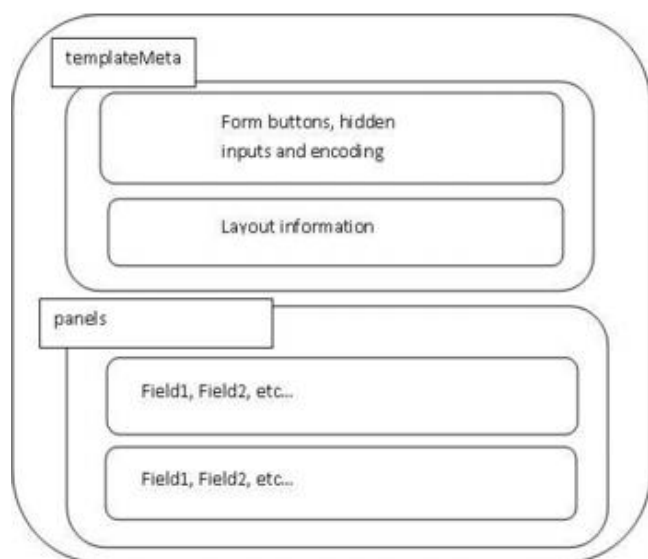 templateMeta
Form buttons, hidden
inputs and encoding
Layout information
panels
Field1, Field2, etc...
Field1, Field2, etc...